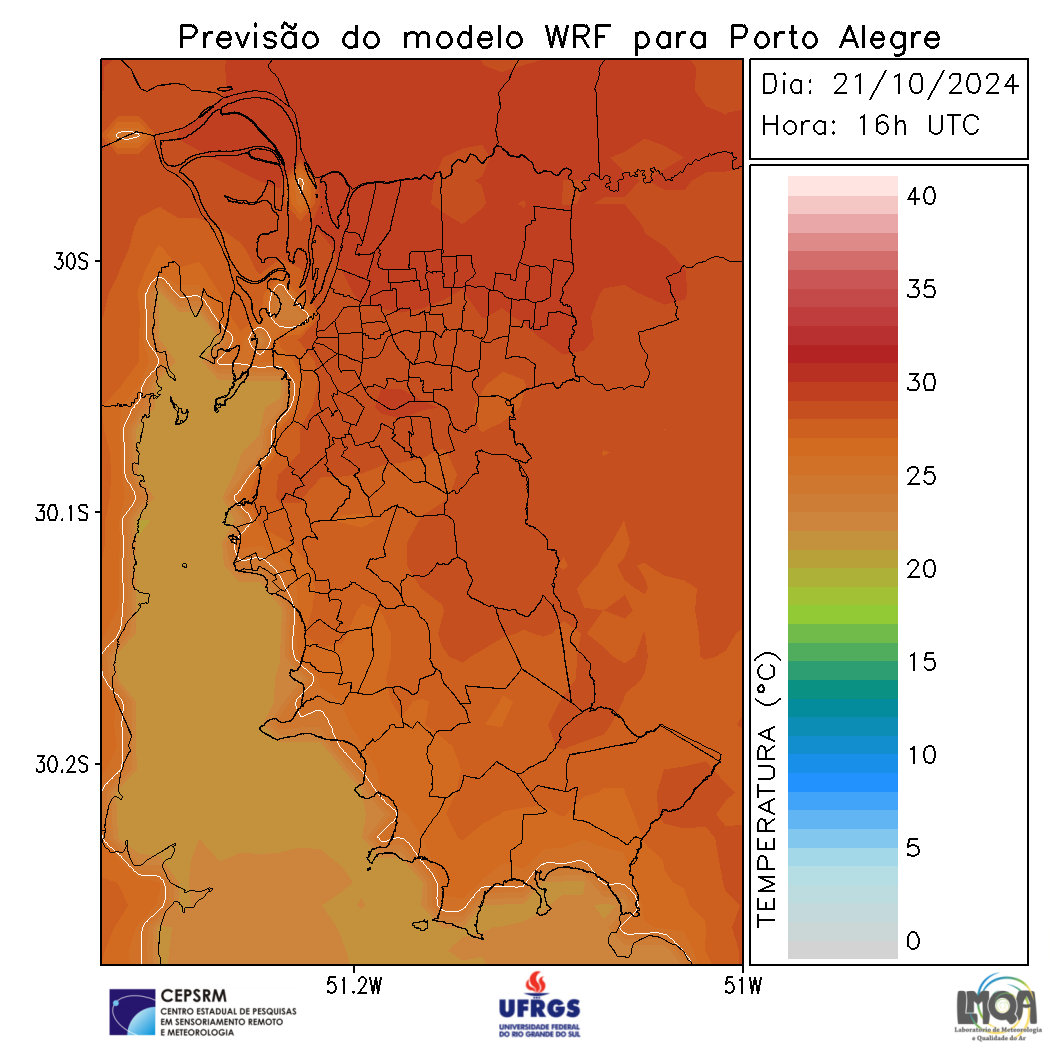 Previsão do modelo WRF para Porto Alegre
Dia: 21/10/2024
Hora: 16h UTC
30S
30.1S
30.2S
51.2W
51W
40
35
30
25
20
15
10
5
0
TEMPERATURA (°C)
CEPSRM
CENTRO ESTADUAL DE PESQUISAS
EM SENSORIAMENTO REMOTO
E METEOROLOGIA
UFRGS
UNIVERSIDADE FEDERAL
DO RIO GRANDE DO SUL
LMQA
Laboratório de Meteorologia
e Qualidade do Ar